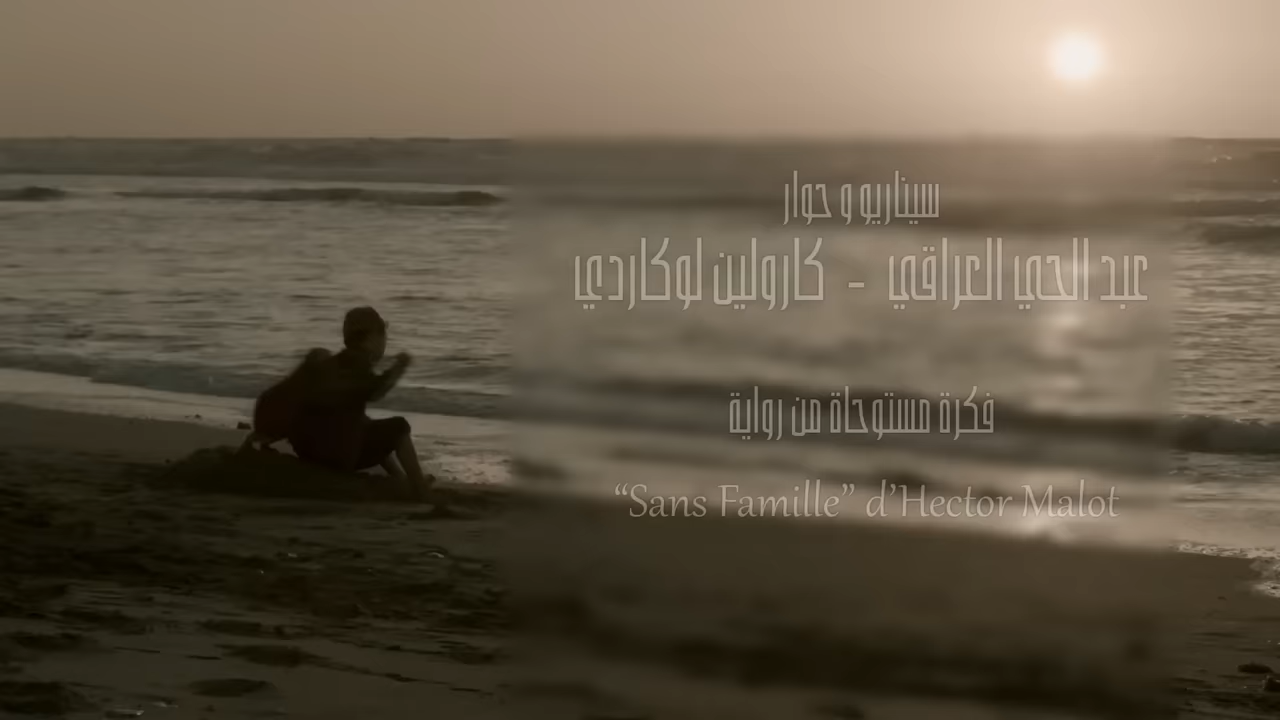 سيناريو و حوار
عبد الحي العراقي - كارولين لوكاردي
فكرة مستوحاة من رواية
“Sans Famille” d’Hector Malot